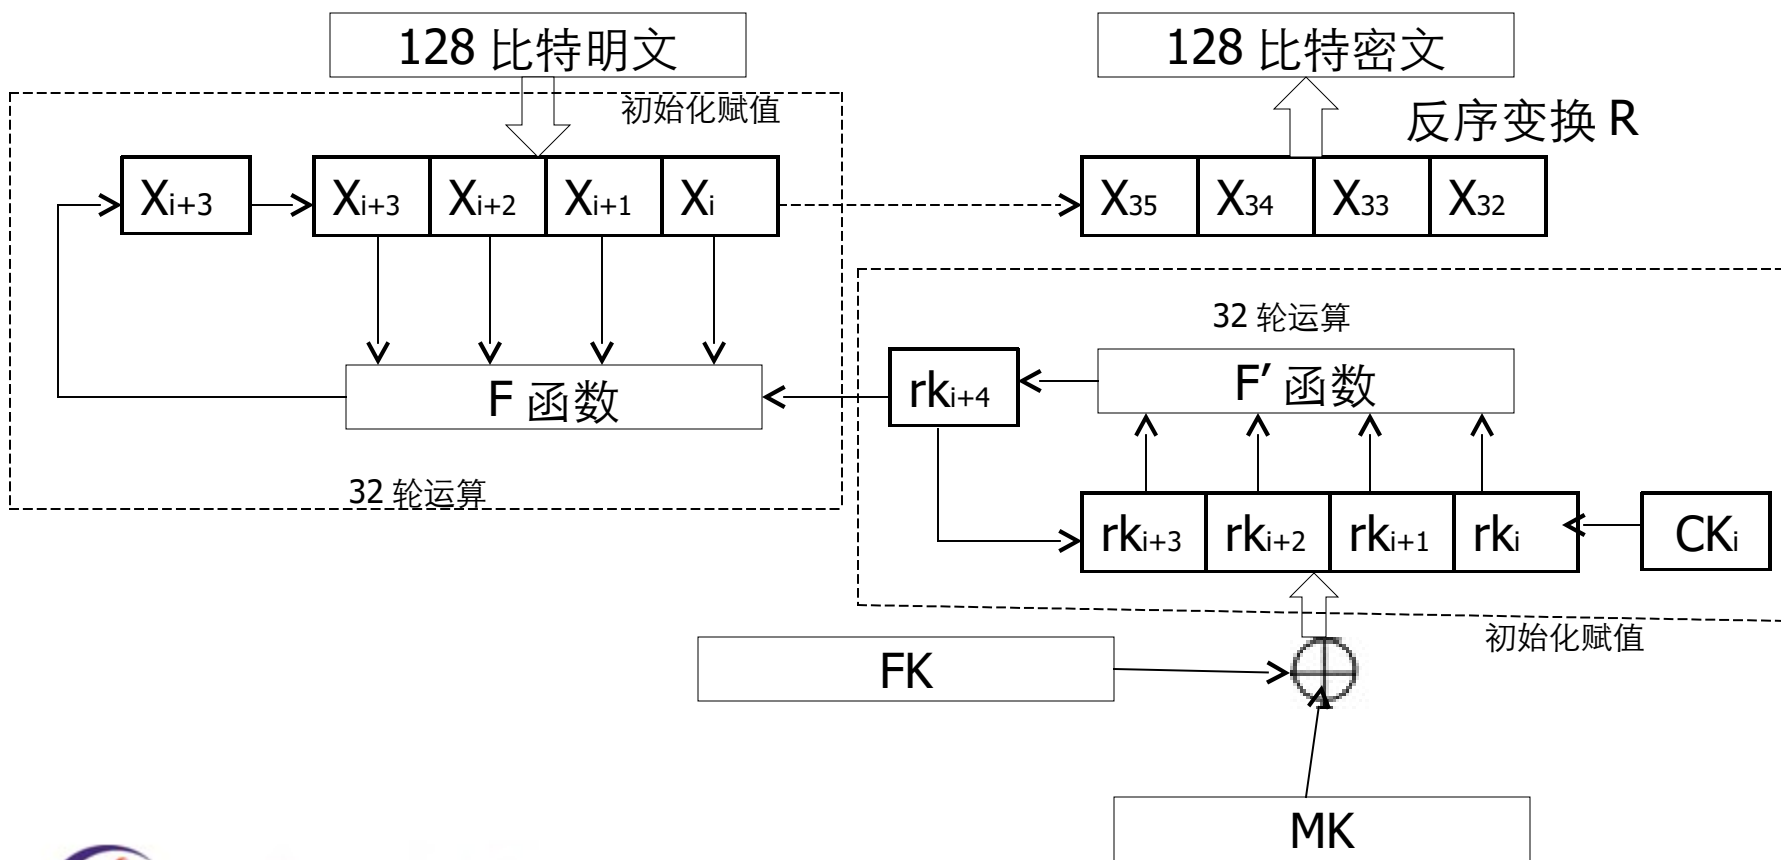 128 比特明文
128 比特密文
初始化赋值
反序变换 R
Xi+3
Xi+3 Xi+2 Xi+1 Xi
X35 X34 X33 X32
32 轮运算
rki+4
F’ 函数
F 函数
32 轮运算
rki+3 rki+2 rki+1 rki
CKi
初始化赋值
FK
MK